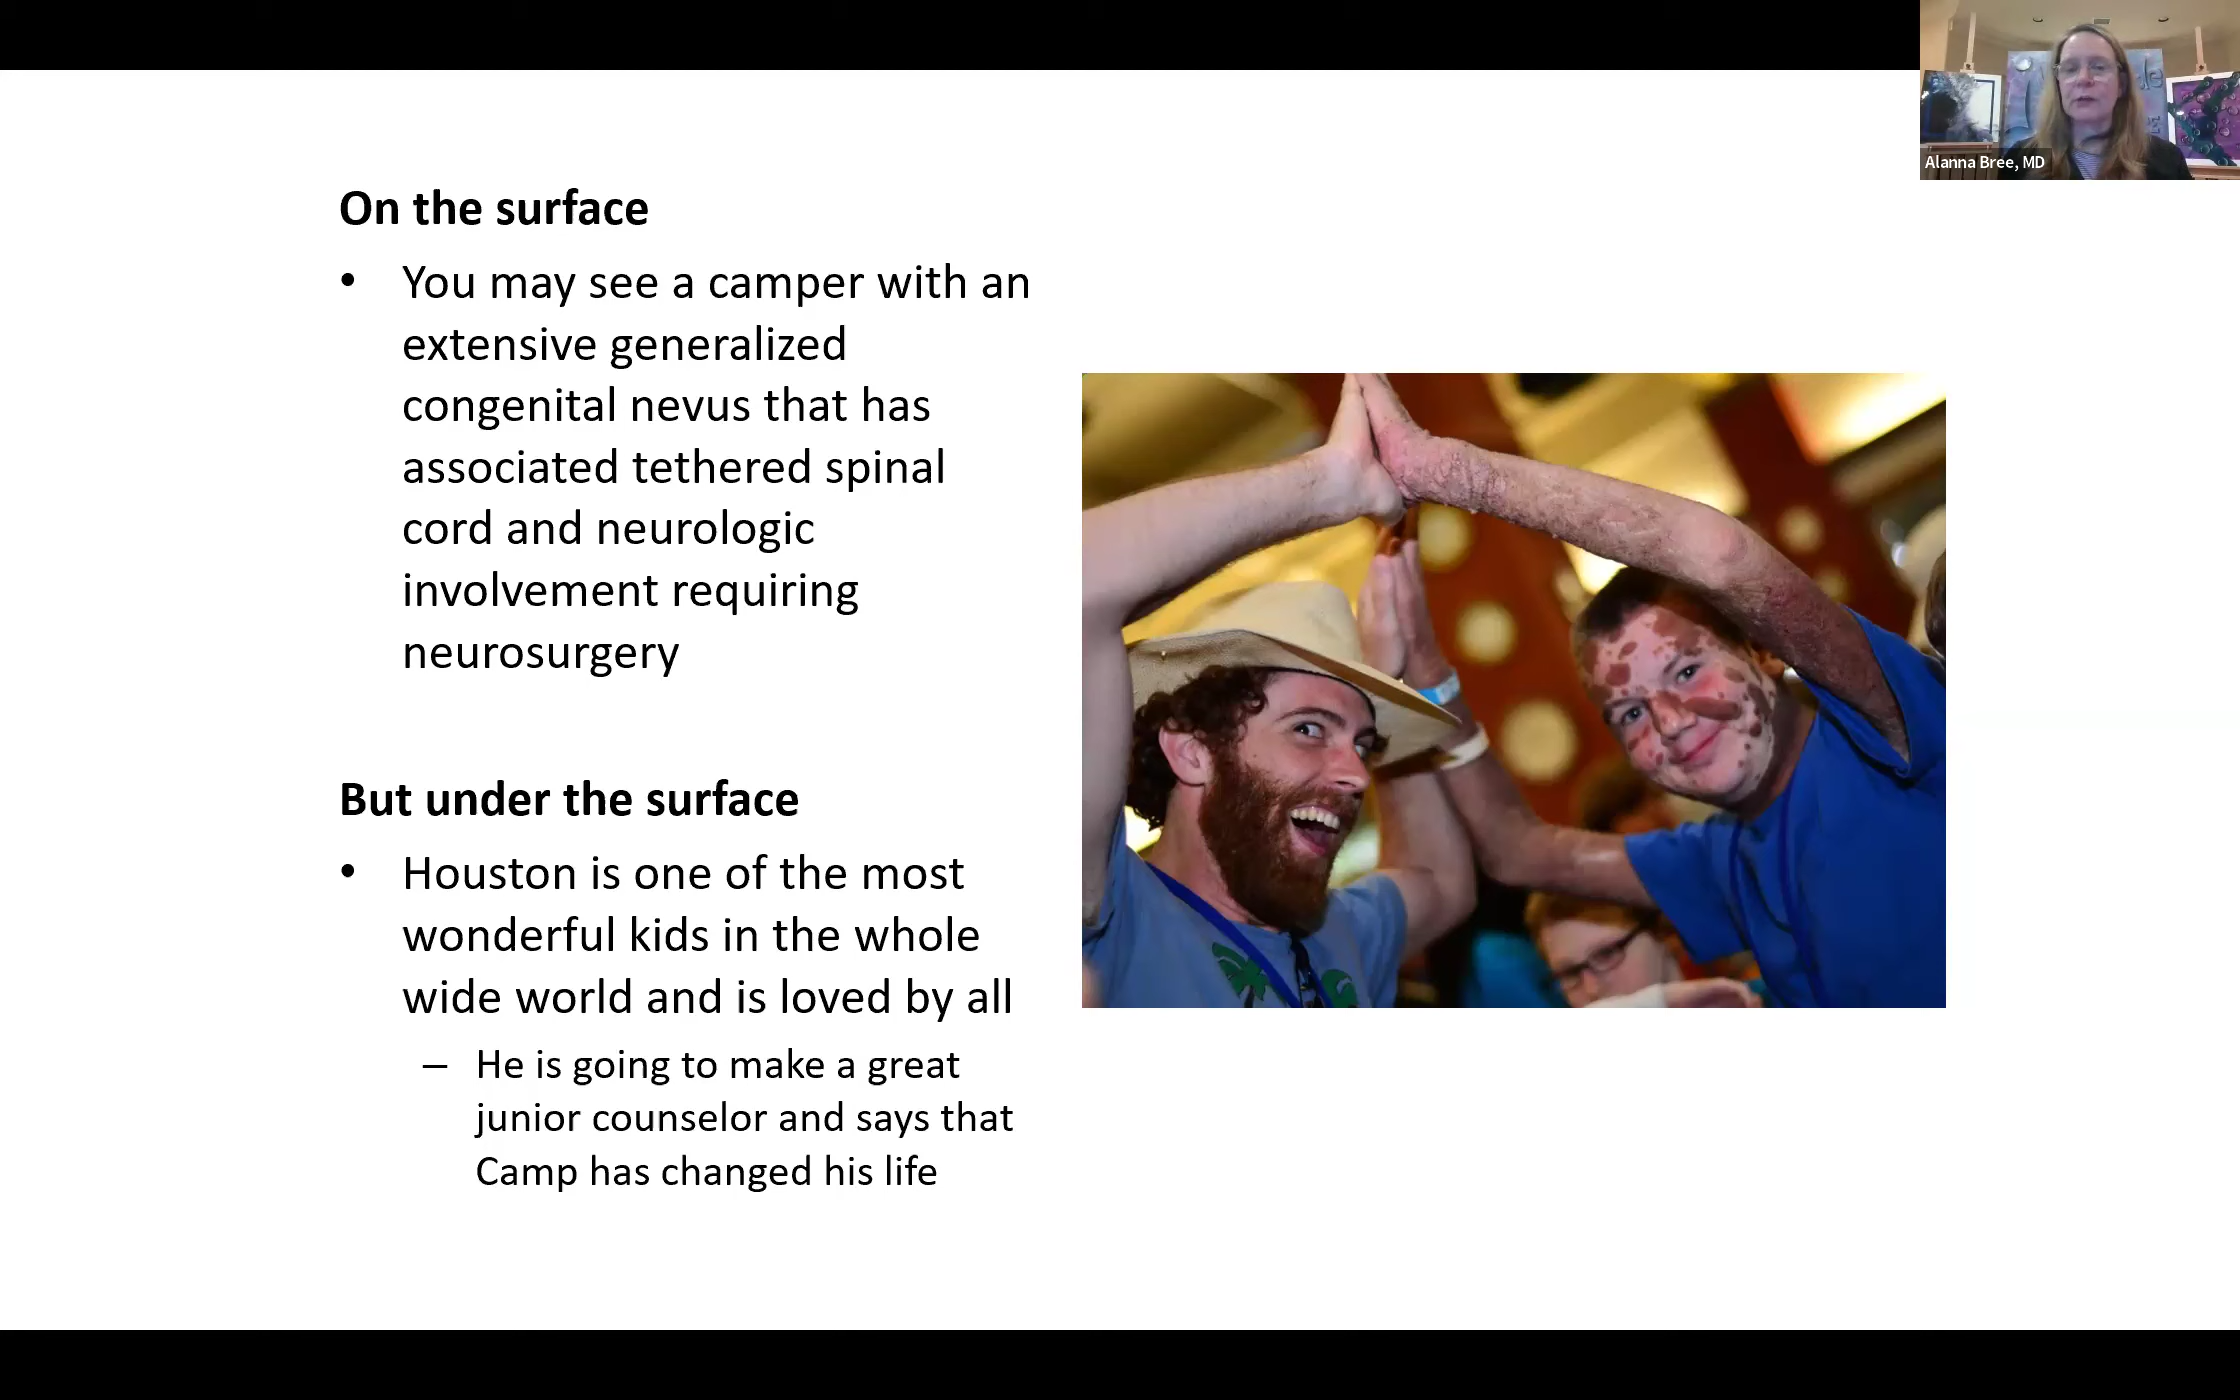 Alanna Bree, MD
On the surface
• You may see a camper with an
extensive generalized
congenital nevus that has
associated tethered spinal
cord and neurologic
involvement requiring
neurosurgery
But under the surface
• Houston is one of the most
wonderful kids in the whole
wide world and is loved by all
– He is going to make a great
junior counselor and says that
Camp has changed his life